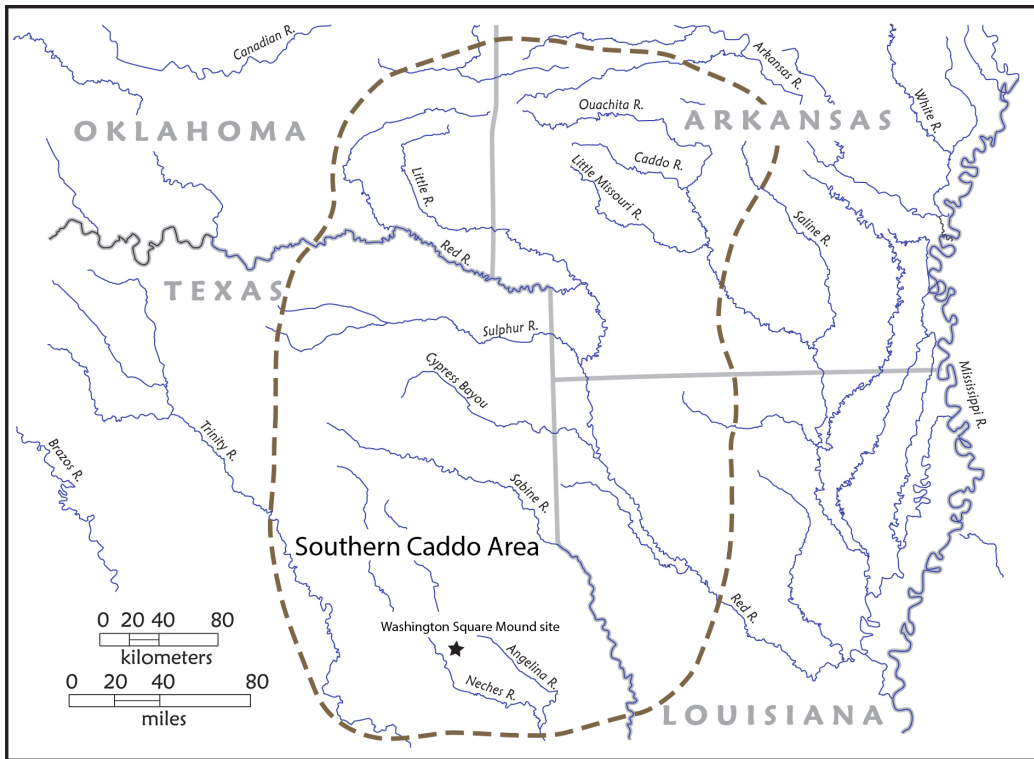 Canadian R.
Arkansas R.
White R.
Ouachita R.
OKLAHOMA
ARKANSAS
Caddo R.
Little R.
Little Missouri R.
Saline R.
Red R.
TEXAS
Sulphur R.
Cypress Bayou
Mississippi R.
Trinity R.
Brazos R.
Sabine R.
Southern Caddo Area
0 20 40 80
kilometers
Washington Square Mound site
Red R.
Angelina R.
Neches R.
0 20 40 80
miles
LOUISIANA